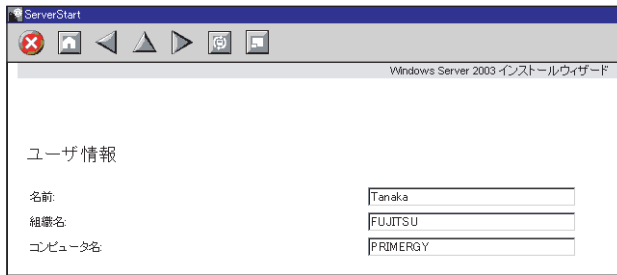 ServerStart
Windows Server 2003 インストールウィザード
ユーザ情報
名前: Tanaka
組織名: FUJITSU
コンピュータ名: PRIMERGY